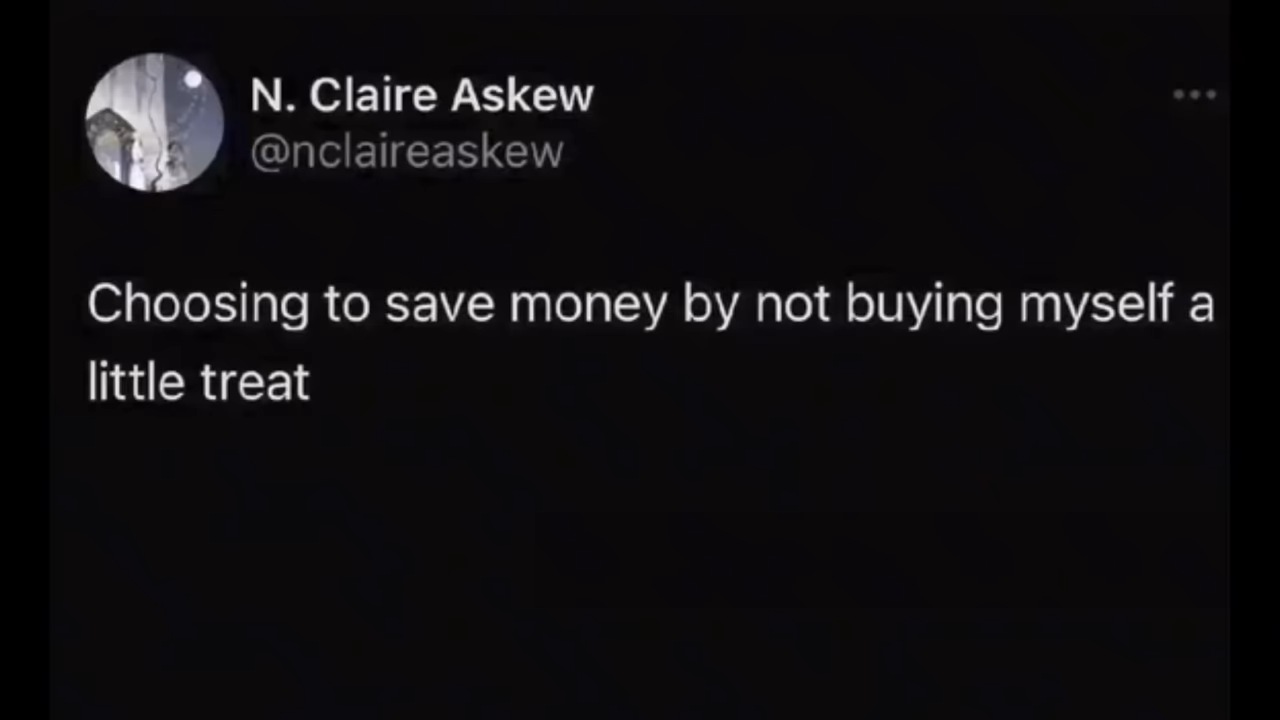 N. Claire Askew
@nclaireaskew
Choosing to save money by not buying myself a
little treat